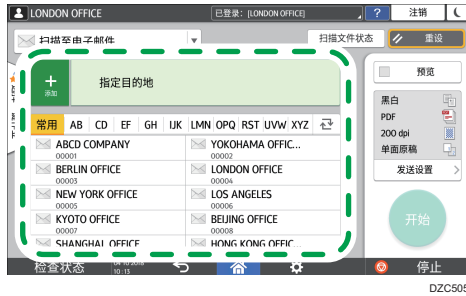 LONDON OFFICE
已登录: [LONDON OFFICE]
?
注销
扫描至电子邮件
扫描文件状态
重设
+
添加
指定目的地
预览
常用 AB CD EF GH IJK LMN OPQ RST UVW XYZ
黑白
PDF
200 dpi
单面原稿
ABCD COMPANY
00001
YOKOHAMA OFFIC...
00002
BERLIN OFFICE
00003
LONDON OFFICE
00004
发送设置
NEW YORK OFFICE
00005
LOS ANGELES
00006
KYOTO OFFICE
00007
BEIJING OFFICE
00008
开始
SHANGHAI OFFICE
HONG KONG OFFIC...
检查状态
10:13
停止
DZC505